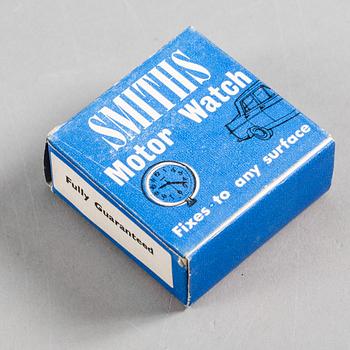 SMITHS
Motor Watch
Fixes to any surface
Fully Guaranteed